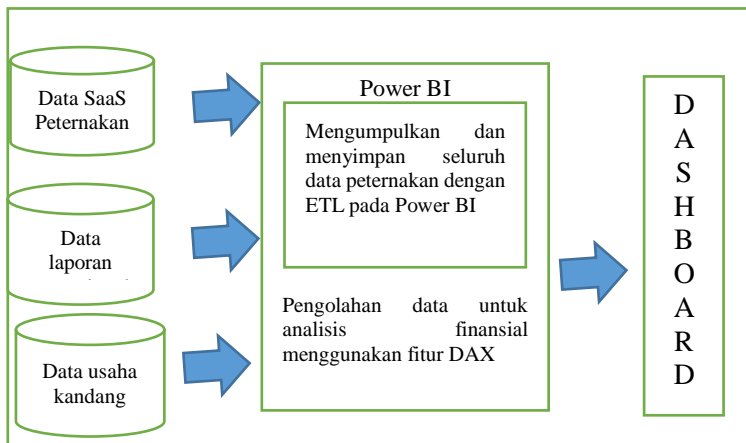 Data SaaS
Peternakan
Data
laporan
Data usaha
kandang
Power BI
Mengumpulkan dan
menyimpan seluruh
data peternakan dengan
ETL pada Power BI
Pengolahan data untuk
analisis finansial
menggunakan fitur DAX
D
A
S
H
B
O
A
R
D